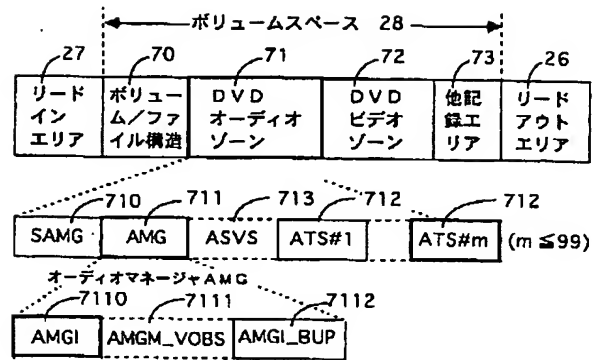 ボリュームスペース 28
27
70
71
72
73
26
リード
イン
エリア
ボリュー
ム/ファ
イル構造
DVD
オーディオ
ゾーン
DVD
ビデオ
ゾーン
他記
録エ
リア
リード
アウト
エリア
710
711
713
712
712
SAMG
AMG
ASVS
ATS#1
ATS#m
(m≦99)
オーディオマネージャAMG
7110
7111
7112
AMGI
AMGM_VOBS
AMGI_BUP